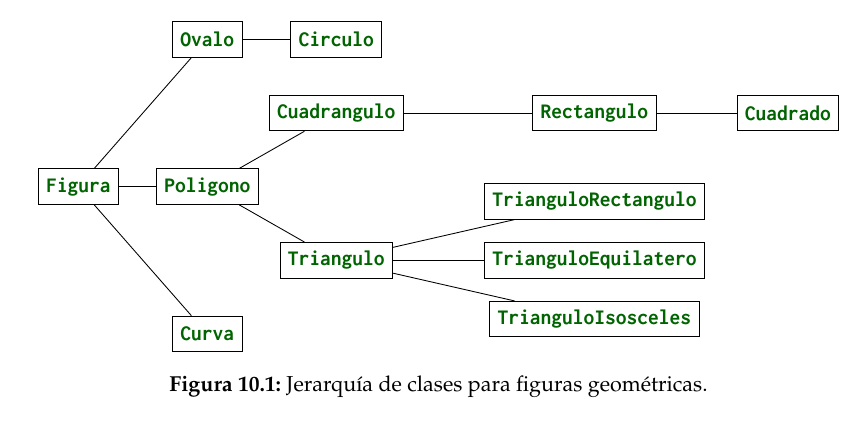 Ovalo
Circulo
Cuadrangulo
Rectangulo
Cuadrado
Figura
Poligono
TrianguloRectangulo
Triangulo
TrianguloEquilatero
TrianguloIsosceles
Curva
Figura 10.1: Jerarquía de clases para figuras geométricas.